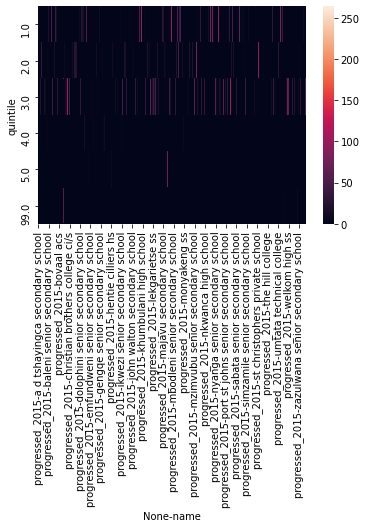 quintile
1.0
2.0
3.0
4.0
5.0
99.0
progressed_2015-a d tshayingca secondary school
progressed_2015-baleni senior secondary school
progressed_2015-acs
progressed_2015-christian brothers college ci/s
progressed_2015-dolophini senior secondary school
progressed_2015-emfundweni senior secondary school
progressed_2015-senior secondary school
progressed_2015-hentie cilliers hs
progressed_2015-ikwezi senior secondary school
progressed_2015-john walton secondary school
progressed_2015-khumbulani high school
progressed_2015-lekgarietse ss
progressed_2015-majavu secondary school
progressed_2015-mbodleni senior secondary school
progressed_2015-monyakeng ss
progressed_2015-mzimvubu senior secondary school
progressed_2015-nkwanca high school
progressed_2015-nyanga senior secondary school
progressed_2015-port st johns senior secondary school
progressed_2015-sabata senior secondary school
progressed_2015-simzamile senior secondary school
progressed_2015-st christophers private school
progressed_2015-the hill college
progressed_2015-umtata technical college
progressed_2015-welkom high ss
progressed_2015-zazulwana senior secondary school
None-name
250
200
150
100
50
0